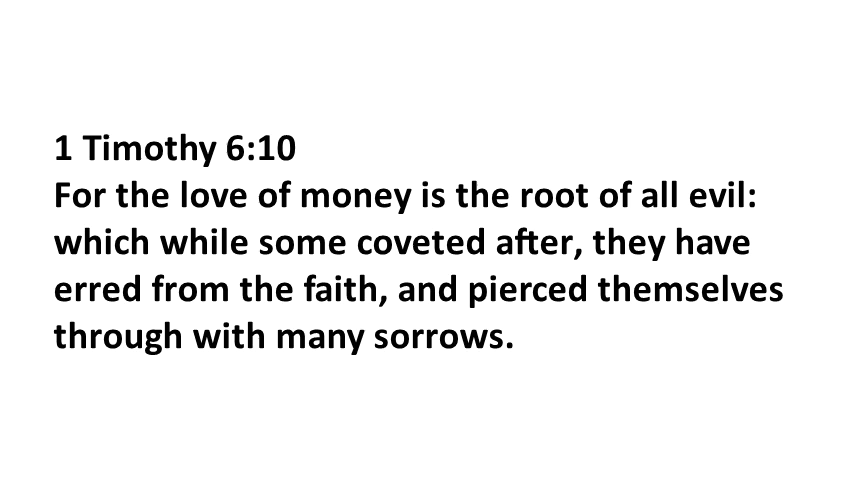 1 Timothy 6:10
For the love of money is the root of all evil:
which while some coveted after, they have
erred from the faith, and pierced themselves
through with many sorrows.